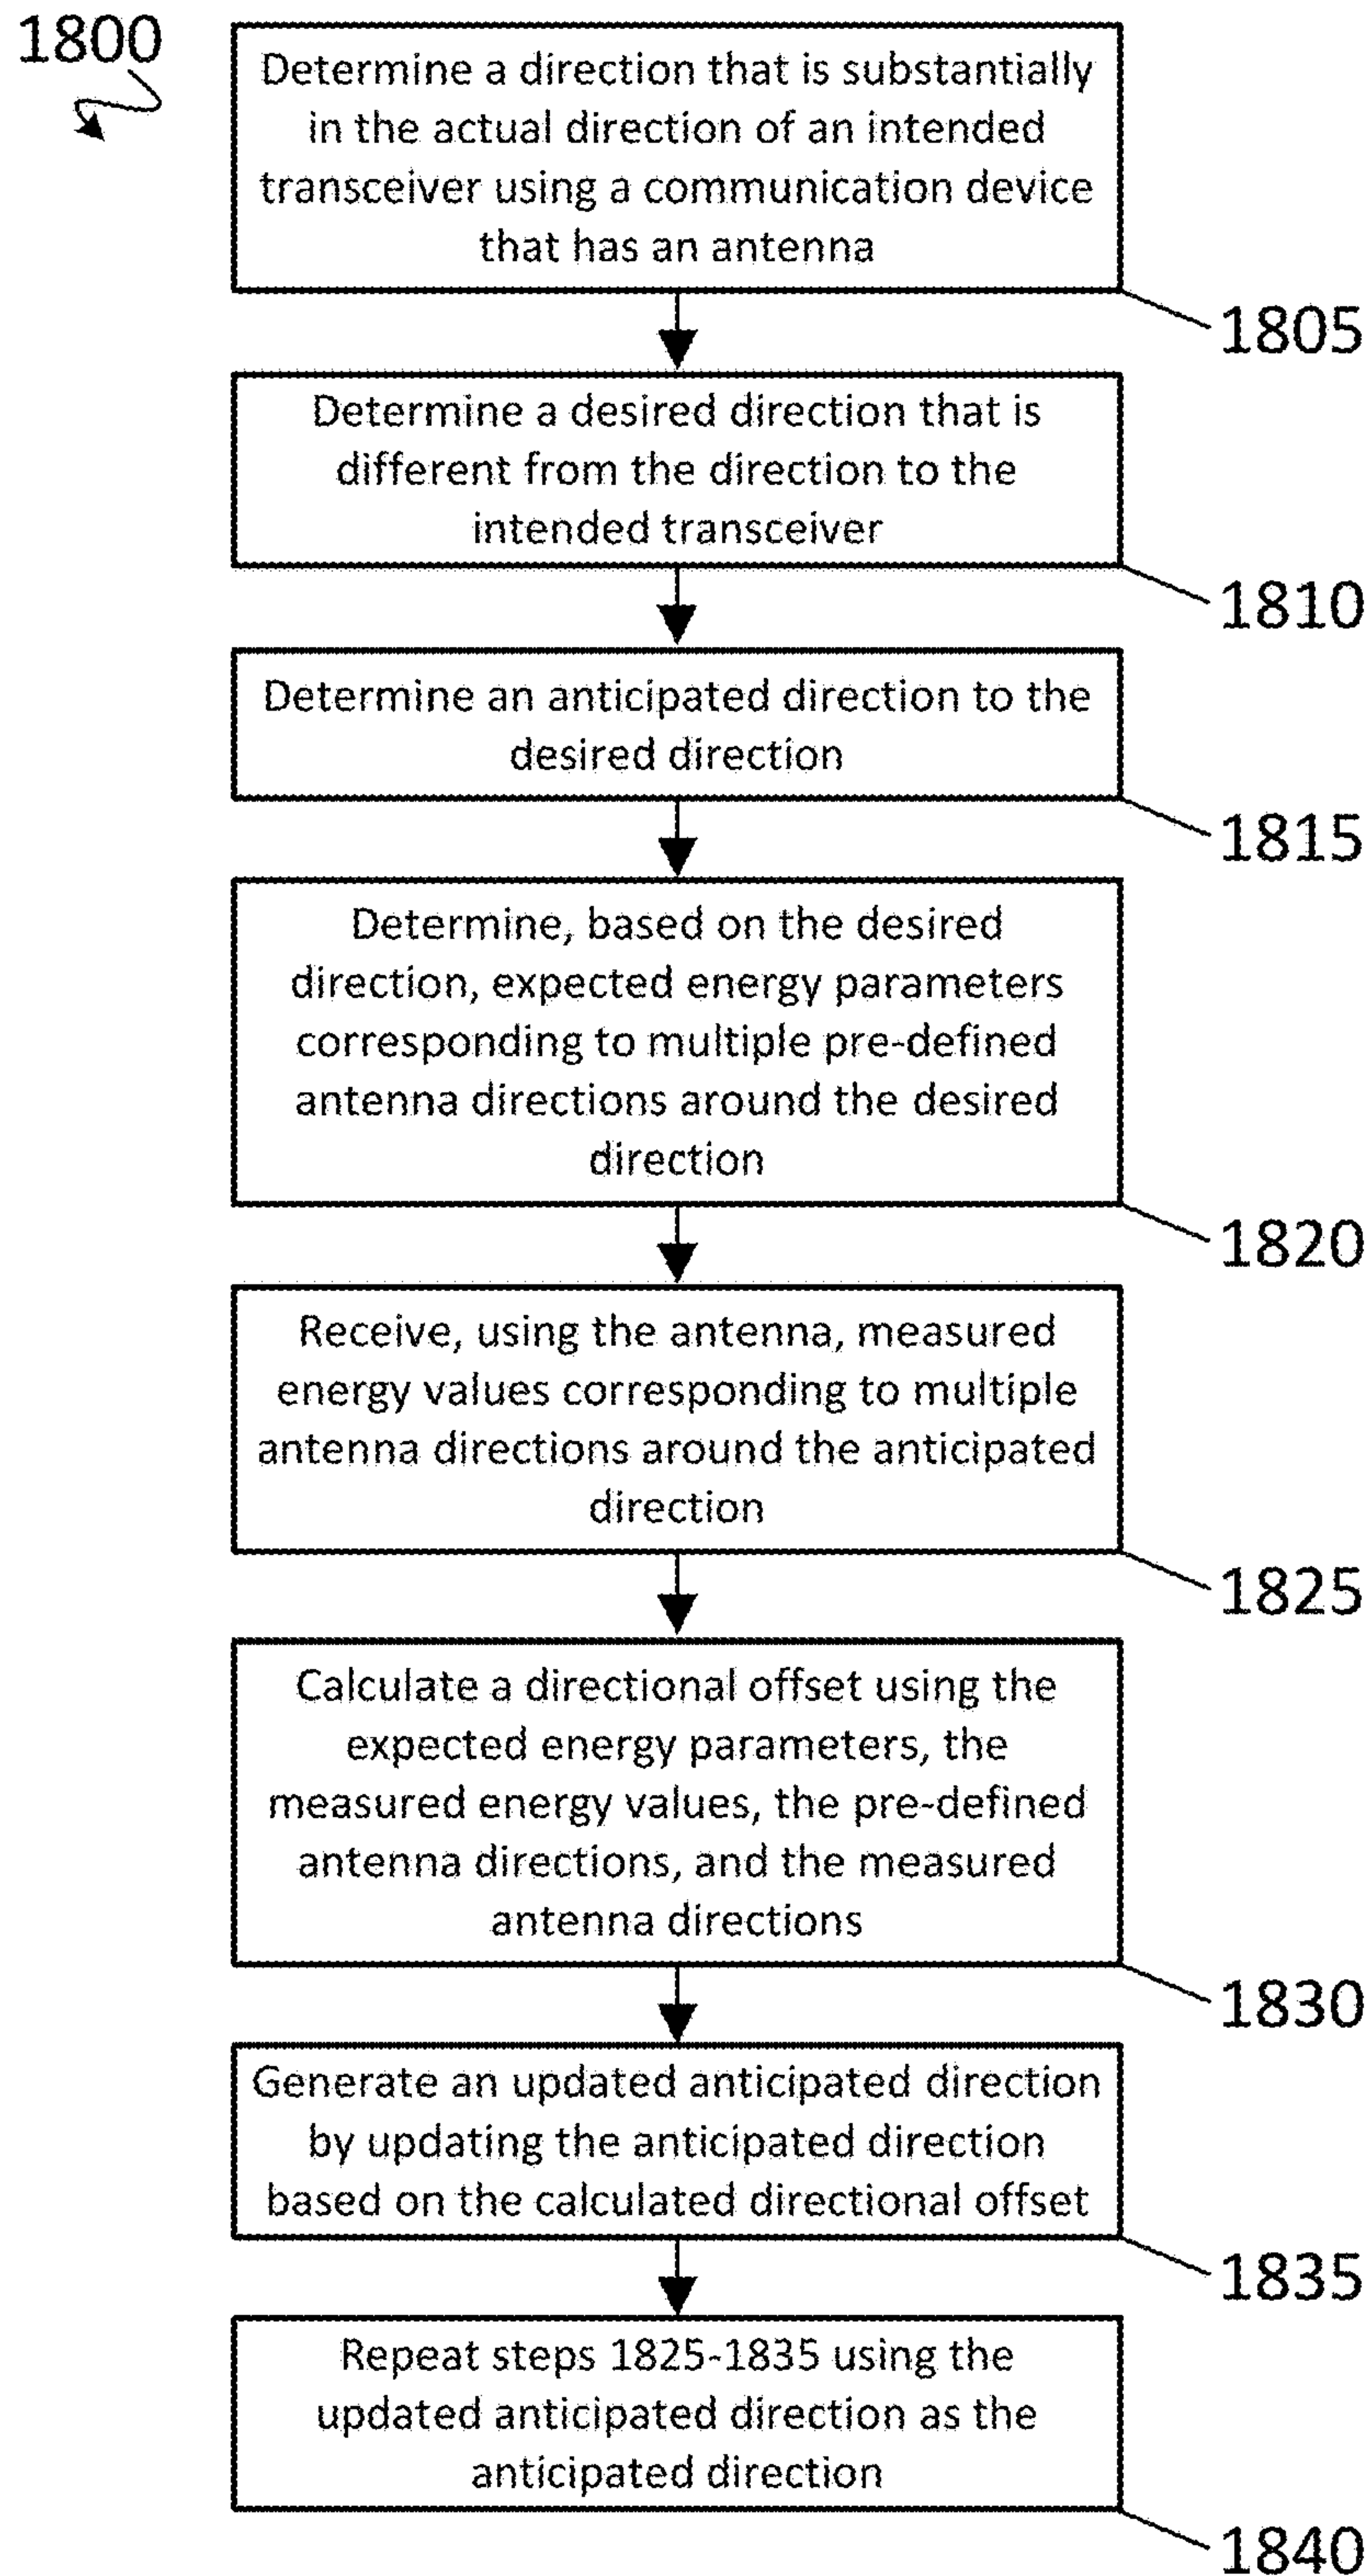 1800
Determine a direction that is substantially
in the actual direction of an intended
transceiver using a communication device
that has an antenna
1805
Determine a desired direction that is
different from the direction to the
intended transceiver
1810
Determine an anticipated direction to the
desired direction
1815
Determine, based on the desired
direction, expected energy parameters
corresponding to multiple pre-defined
antenna directions around the desired
direction
1820
Receive, using the antenna, measured
energy values corresponding to multiple
antenna directions around the anticipated
direction
1825
Calculate a directional offset using the
expected energy parameters, the
measured energy values, the pre-defined
antenna directions, and the measured
antenna directions
1830
Generate an updated anticipated direction
by updating the anticipated direction
based on the calculated directional offset
1835
Repeat steps 1825-1835 using the
updated anticipated direction as the
anticipated direction
1840